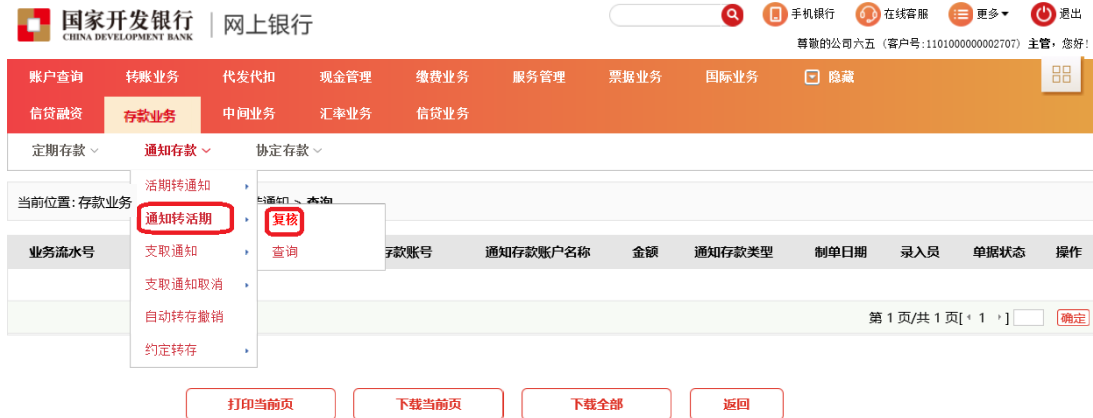 国家开发银行 网上银行 手机银行 在线客服 更多 退出
CHINA DEVELOPMENT BANK
尊敬的公司六五 (客户号:1101000000002707) 主管，您好!
账户查询 转账业务 代发代扣 现金管理 缴费业务 服务管理 票据业务 国际业务 隐藏
信贷融资 存款业务 中间业务 汇率业务 信贷业务
定期存款 通知存款 协定存款
活期转通知
当前位置:存款业务 转通知 > 查询
通知转活期 复核
业务流水号 支取通知 查询 存款账号 通知存款账户名称 金额 通知存款类型 制单日期 录入员 单据状态 操作
支取通知取消
自动转存撤销 第 1 页/共 1 页[ 1 ] 确定
约定转存
打印当前页 下载当前页 下载全部 返回